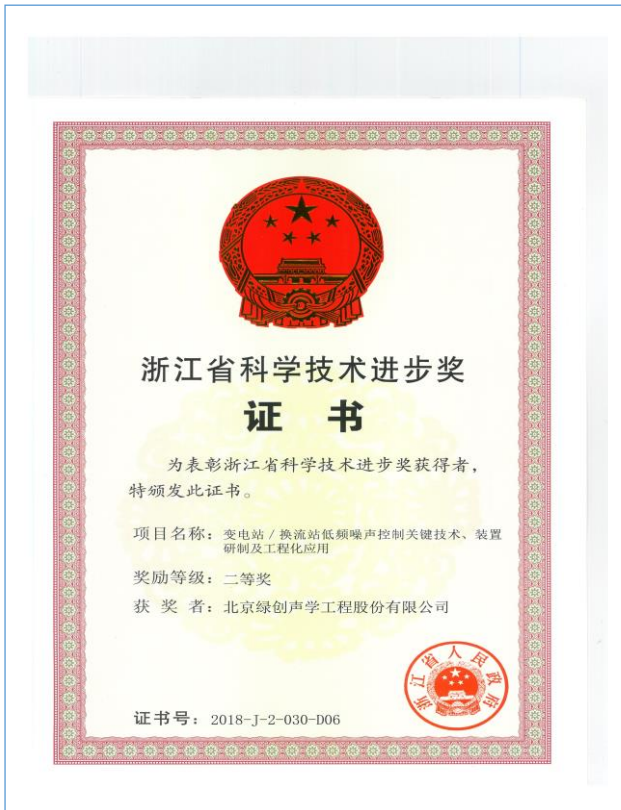 浙江省科学技术进步奖
证 书
为表彰浙江省科学技术进步奖获得者，
特颁发此证书。
项目名称：变电站 / 换流站低频噪声控制关键技术、装置
研制及工程化应用
奖励等级：二等奖
获 奖 者：北京绿创声学工程股份有限公司
浙江省人民政府
证书号：2018-J-2-030-D06